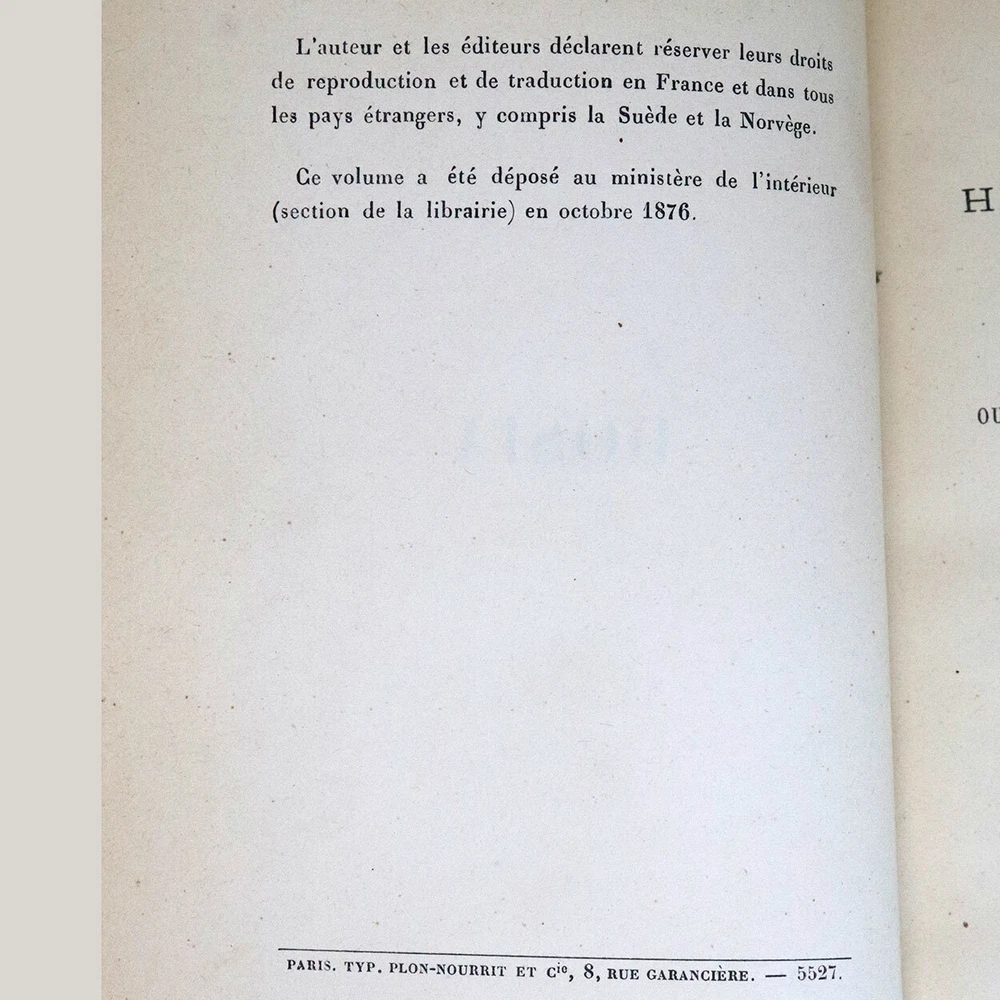 L'auteur et les éditeurs déclarent réserver leurs droits
de reproduction et de traduction en France et dans tous
les pays étrangers, y compris la Suède et la Norvège.
Ce volume a été déposé au ministère de l'intérieur
(section de la librairie) en octobre 1876.
PARIS. TYP. PLON-NOURRIT ET Cie, 8, RUE GARANCIÈRE. — 5527.
H
OU